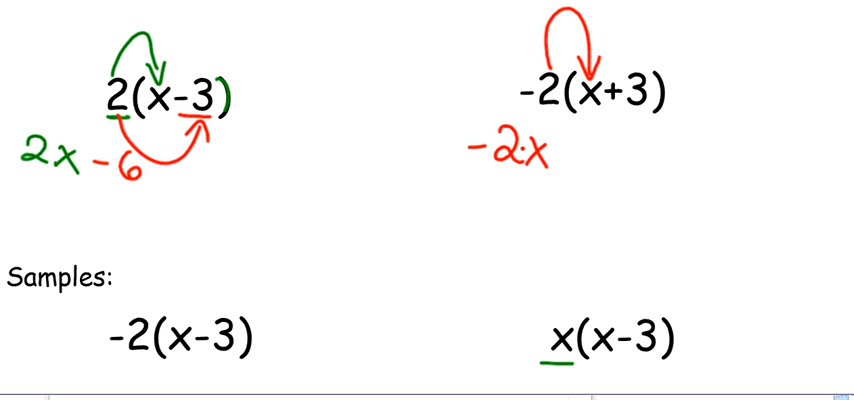 2(x-3)
-2(x+3)
2x - 6
-2·x
Samples:
-2(x-3)
x(x-3)